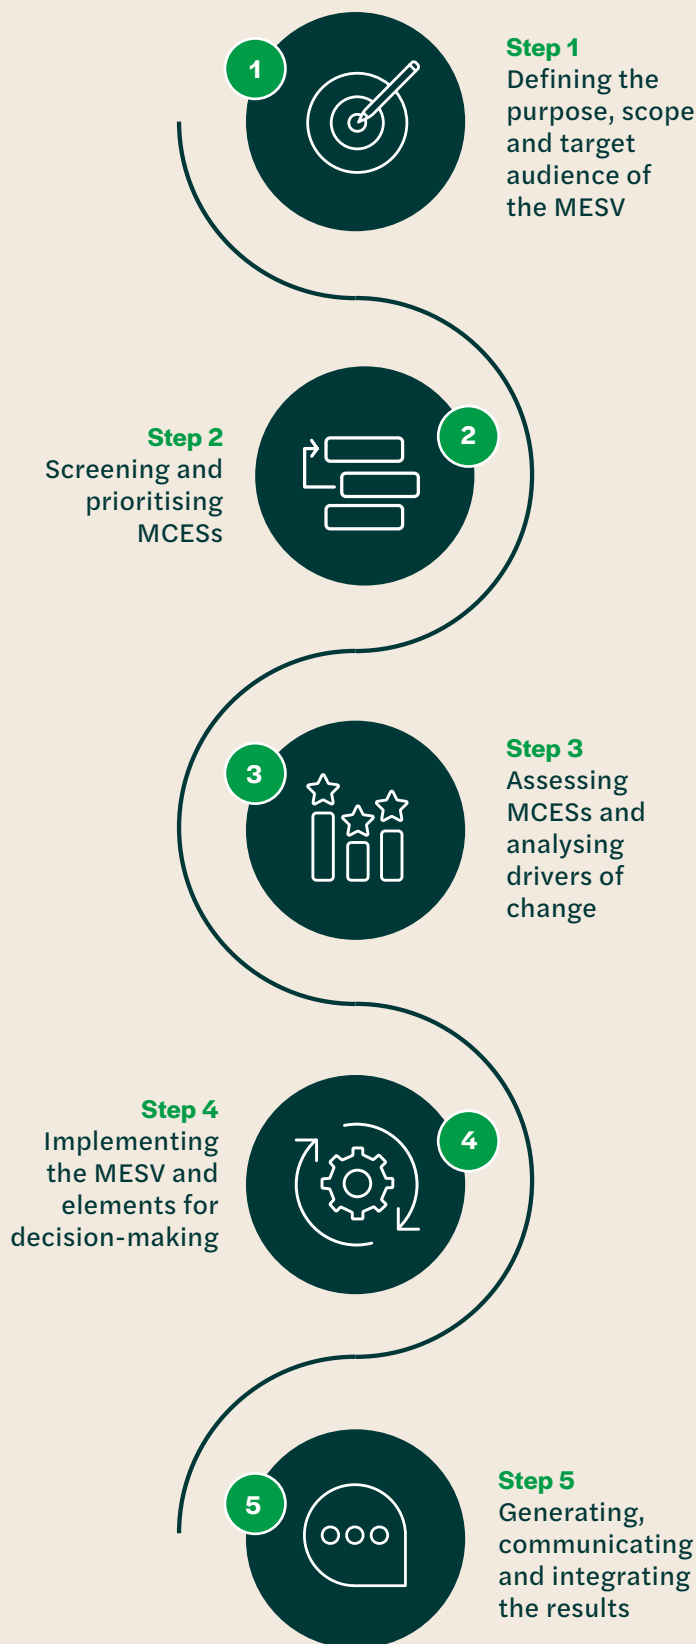 1
Step 1
Defining the
purpose, scope
and target
audience of
the MESV
2
Step 2
Screening and
prioritising
MCESs
3
Step 3
Assessing
MCESs and
analysing
drivers of
change
4
Step 4
Implementing
the MESV and
elements for
decision-making
5
Step 5
Generating,
communicating
and integrating
the results